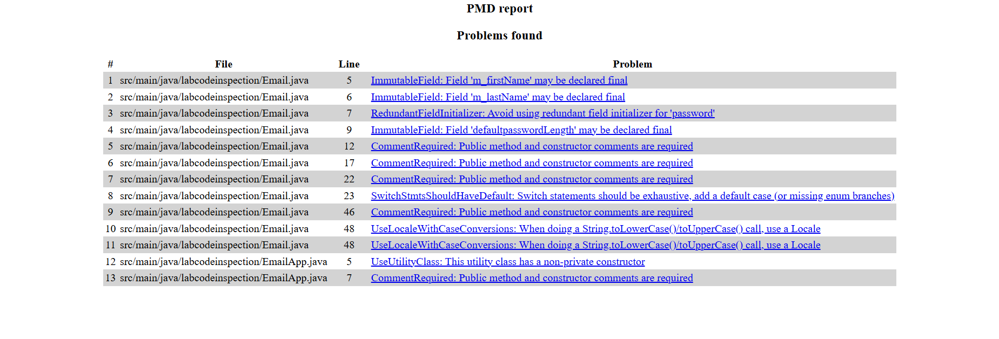 PMD report
Problems found
# File Line Problem
1 src/main/java/labcodeinspection/Email.java 5 ImmutableField: Field 'm_firstName' may be declared final
2 src/main/java/labcodeinspection/Email.java 6 ImmutableField: Field 'm_lastName' may be declared final
3 src/main/java/labcodeinspection/Email.java 7 RedundantFieldInitializer: Avoid using redundant field initializer for 'password'
4 src/main/java/labcodeinspection/Email.java 9 ImmutableField: Field 'defaultpasswordLength' may be declared final
5 src/main/java/labcodeinspection/Email.java 12 CommentRequired: Public method and constructor comments are required
6 src/main/java/labcodeinspection/Email.java 17 CommentRequired: Public method and constructor comments are required
7 src/main/java/labcodeinspection/Email.java 22 CommentRequired: Public method and constructor comments are required
8 src/main/java/labcodeinspection/Email.java 23 SwitchStmtsShouldHaveDefault: Switch statements should be exhaustive, add a default case (or missing enum branches)
9 src/main/java/labcodeinspection/Email.java 46 CommentRequired: Public method and constructor comments are required
10 src/main/java/labcodeinspection/Email.java 48 UseLocaleWithCaseConversions: When doing a String.toLowerCase()/toUpperCase() call, use a Locale
11 src/main/java/labcodeinspection/Email.java 48 UseLocaleWithCaseConversions: When doing a String.toLowerCase()/toUpperCase() call, use a Locale
12 src/main/java/labcodeinspection/EmailApp.java 5 UseUtilityClass: This utility class has a non-private constructor
13 src/main/java/labcodeinspection/EmailApp.java 7 CommentRequired: Public method and constructor comments are required